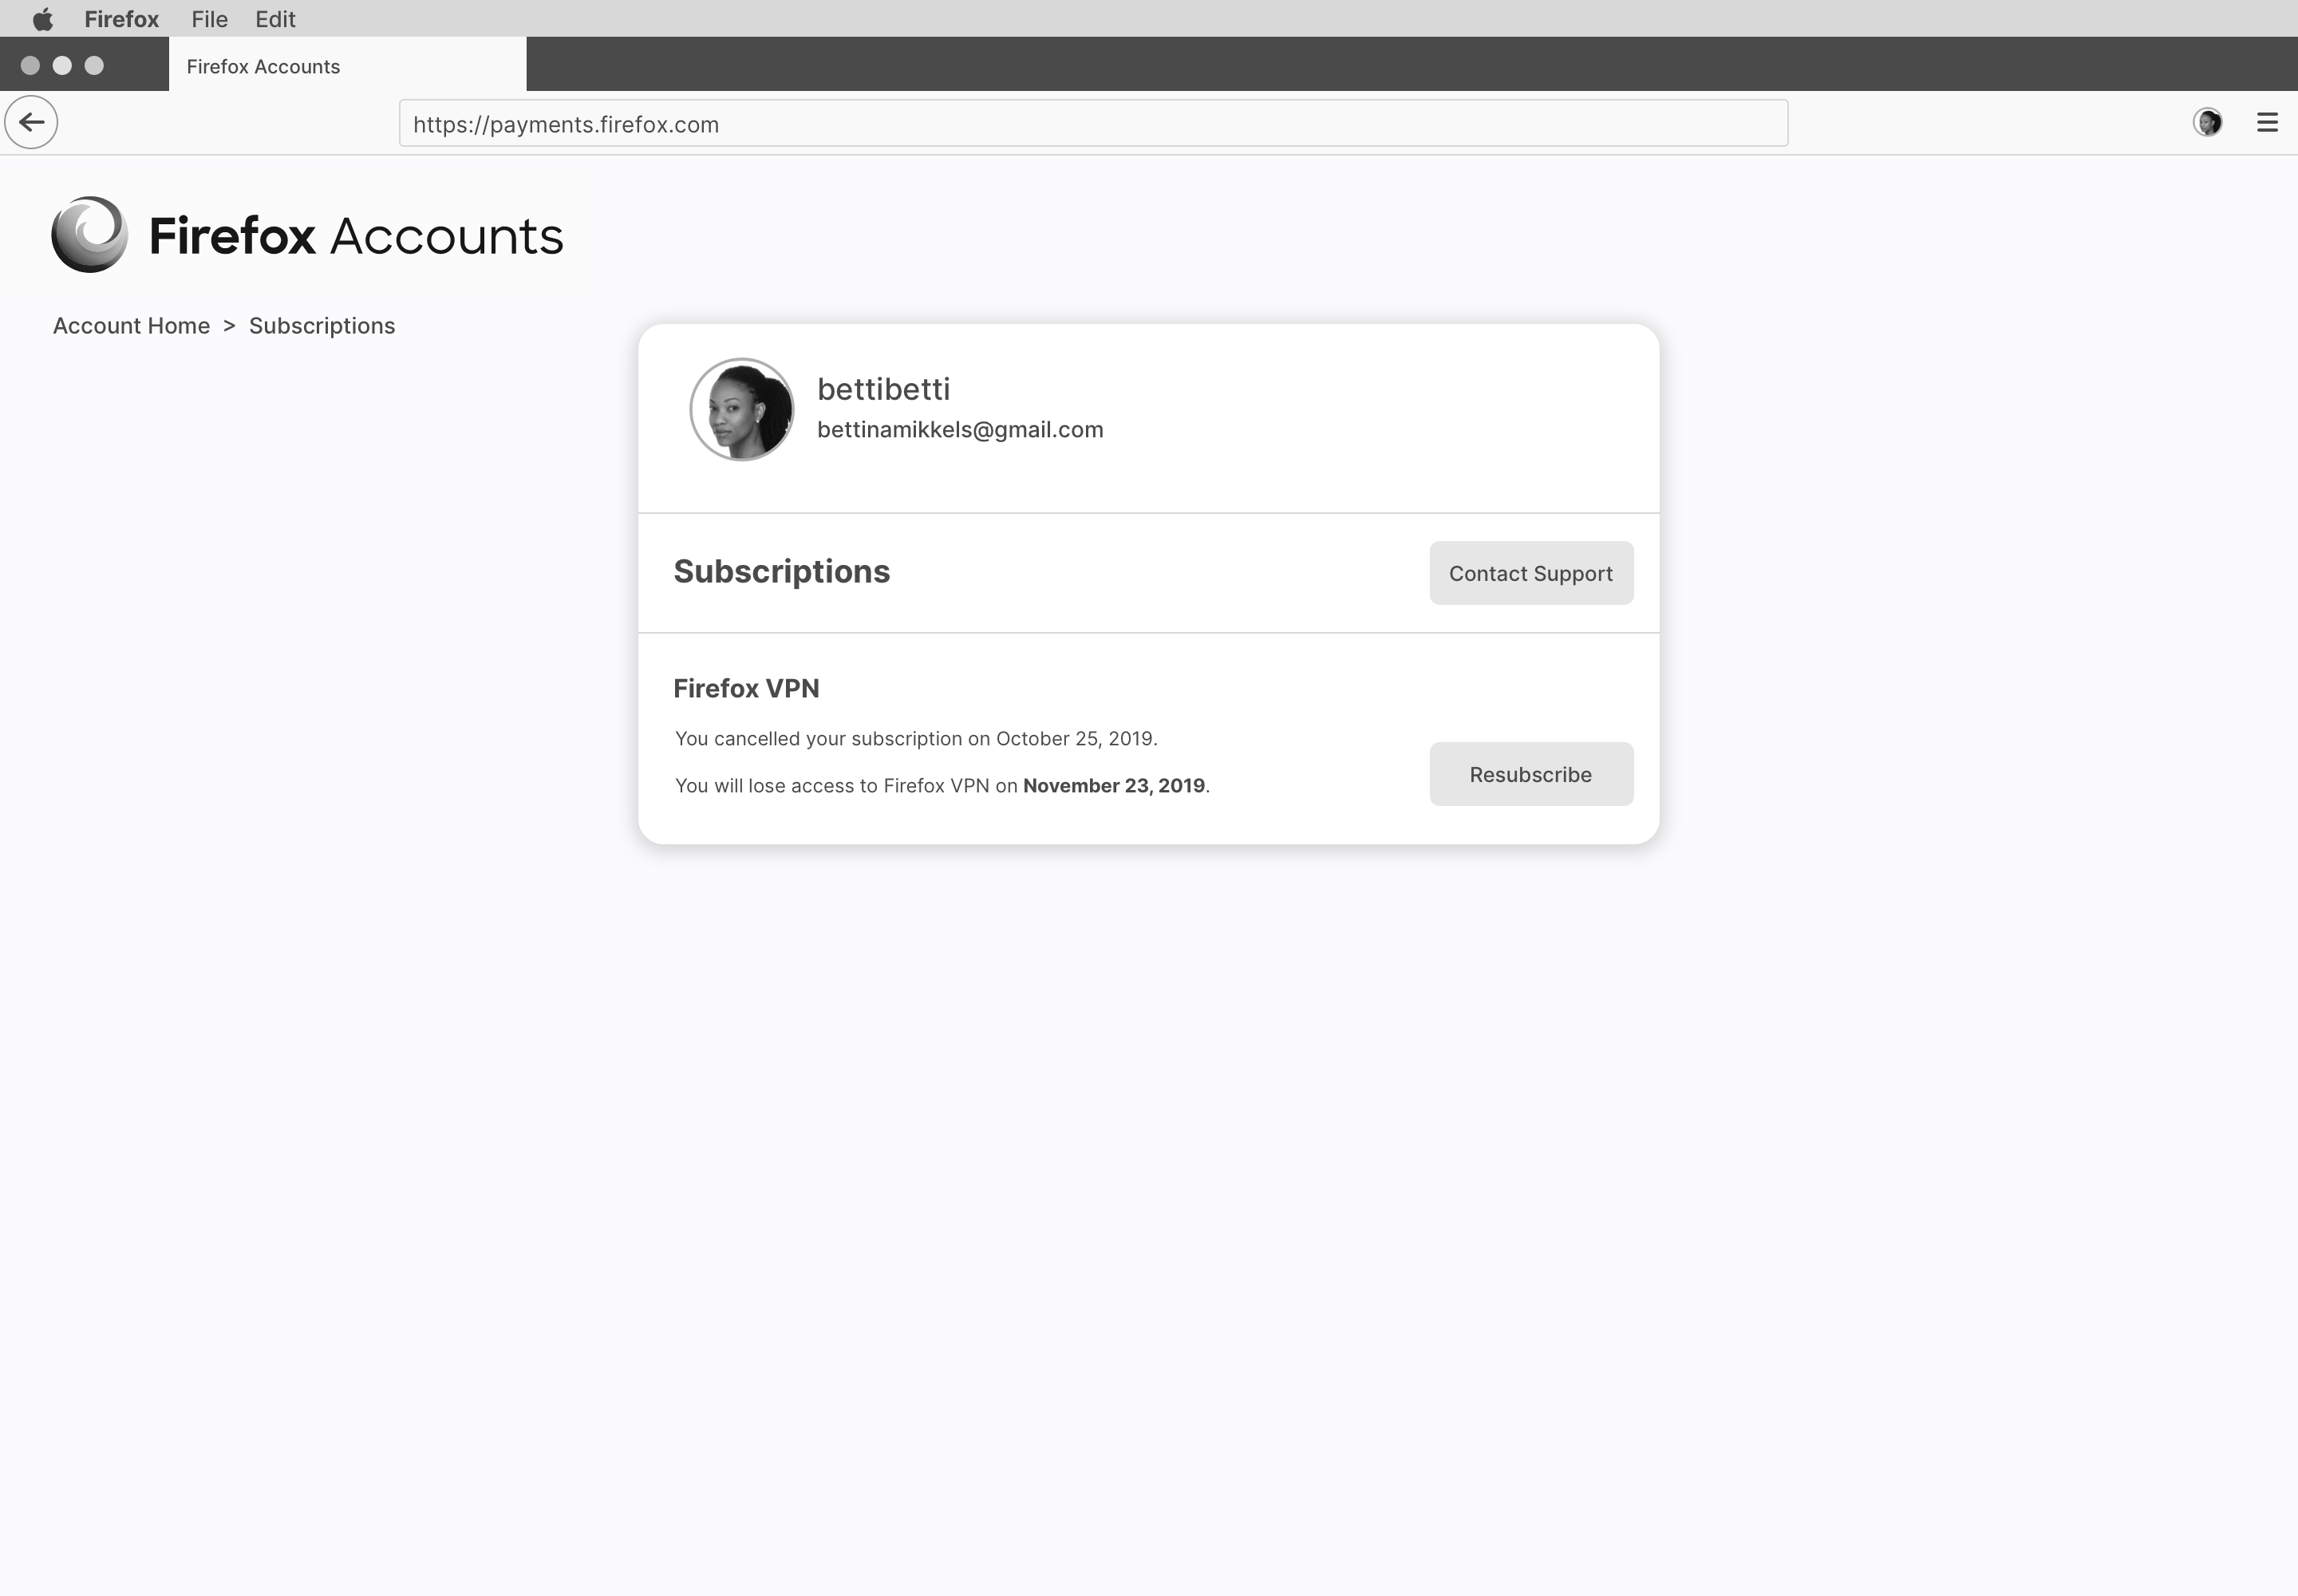 Firefox File Edit
Firefox Accounts
https://payments.firefox.com
Firefox Accounts
Account Home > Subscriptions
bettibetti
bettinamikkels@gmail.com
Subscriptions
Contact Support
Firefox VPN
You cancelled your subscription on October 25, 2019.
You will lose access to Firefox VPN on November 23, 2019.
Resubscribe